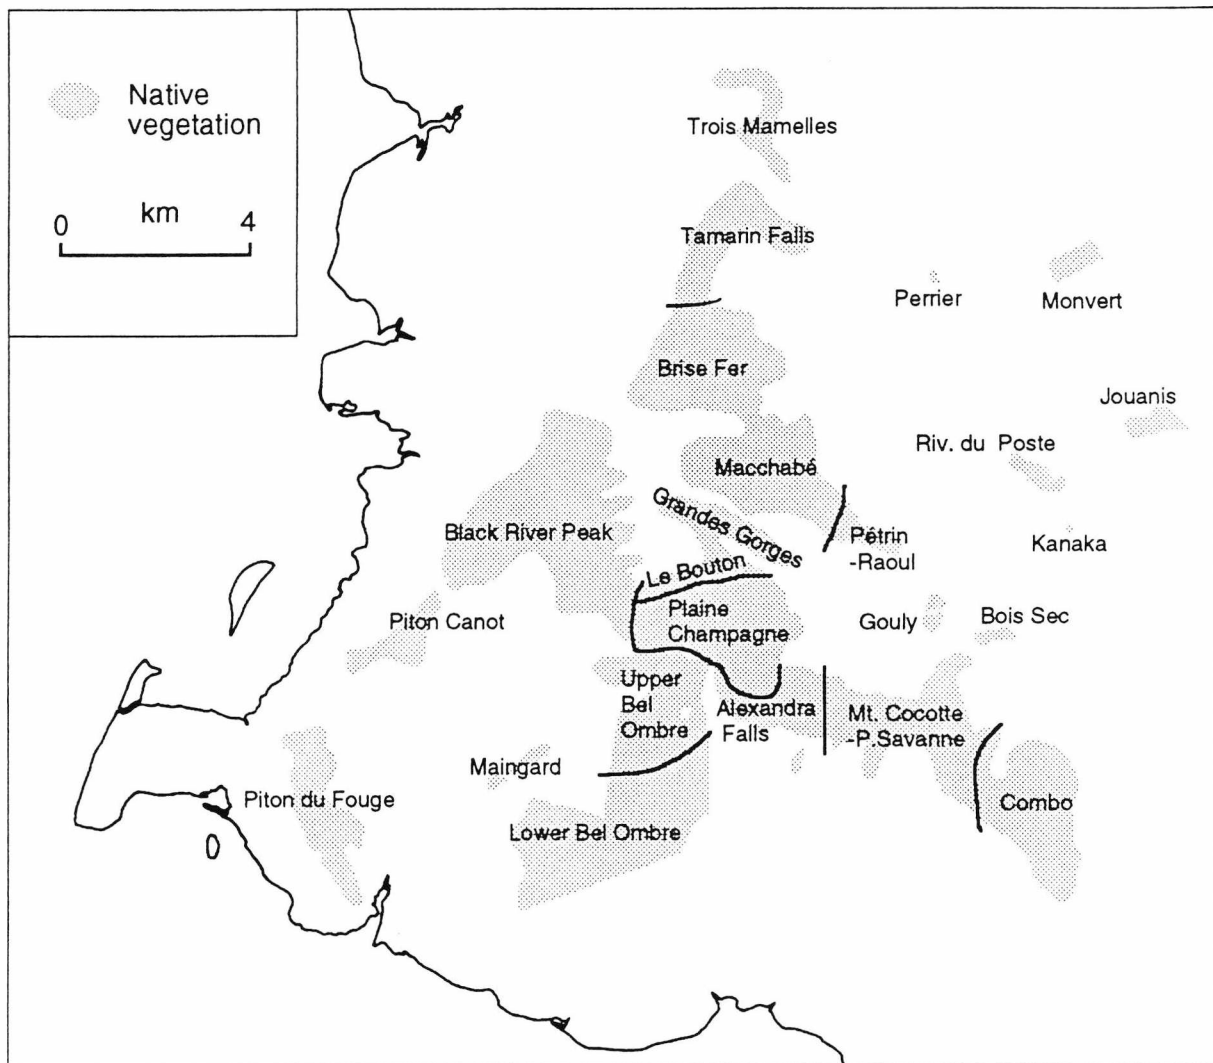 Native
vegetation
km
0 4
Trois Mamelles
Tamarin Falls
Perrier
Monvert
Brise Fer
Jouanis
Riv. du Poste
Macchabé
Grandes Gorges
Black River Peak
Pétrin
-Raoul
Kanaka
Le Bouton
Plaine
Champagne
Piton Canot
Gouly
Bois Sec
Upper
Bel
Ombre
Alexandra
Falls
Mt. Cocotte
-P.Savanne
Maingard
Piton du Fouge
Combo
Lower Bel Ombre